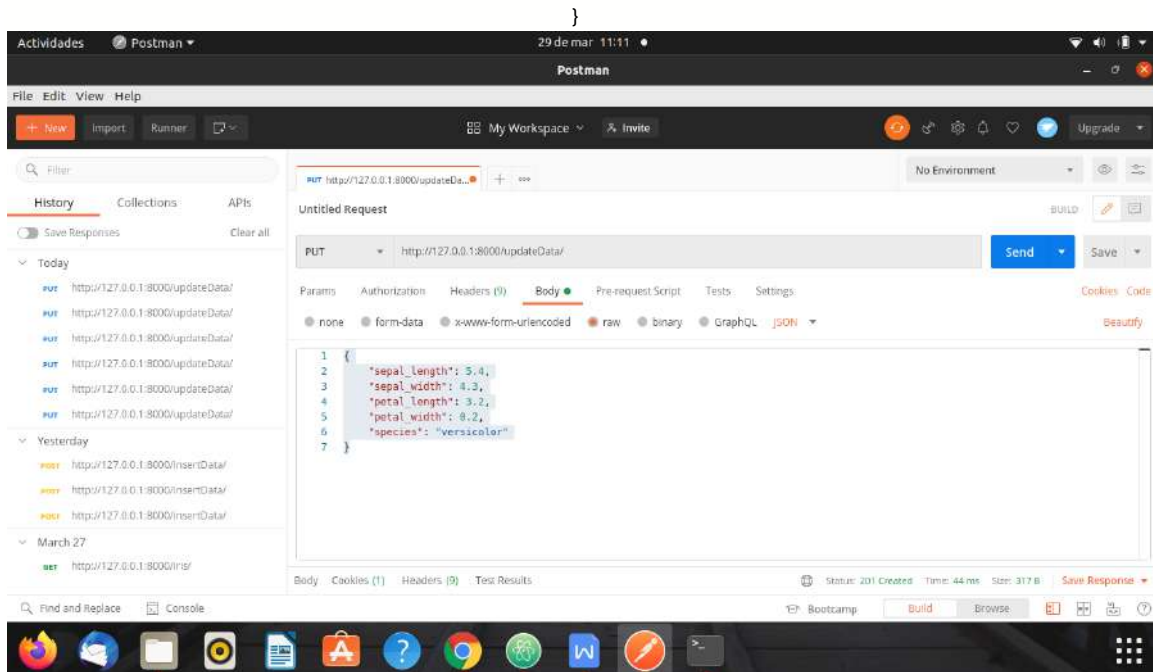 }
Actividades Postman 29 de mar 11:11
Postman
File Edit View Help
+ New Import Runner My Workspace Invite Upgrade
Filter
PUT http://127.0.0.1:8000/updateDa... + ooo No Environment
History Collections APIs
Untitled Request BUILD
Save Responses Clear all
PUT http://127.0.0.1:8000/updateData/ Send Save
Today
Params Authorization Headers (9) Body Pre-request Script Tests Settings Cookies Code
PUT http://127.0.0.1:8000/updateData/
PUT http://127.0.0.1:8000/updateData/
PUT http://127.0.0.1:8000/updateData/
PUT http://127.0.0.1:8000/updateData/
PUT http://127.0.0.1:8000/updateData/
PUT http://127.0.0.1:8000/updateData/
none form-data x-www-form-urlencoded raw binary GraphQL JSON Beautify
1 {
2 "sepal_length": 5.4,
3 "sepal_width": 4.3,
4 "petal_length": 3.2,
5 "petal_width": 0.2,
6 "species": "versicolor"
7 }
Yesterday
POST http://127.0.0.1:8000/insertData/
POST http://127.0.0.1:8000/insertData/
POST http://127.0.0.1:8000/insertData/
March 27
GET http://127.0.0.1:8000/iris/
Body Cookies (1) Headers (9) Test Results Status: 201 Created Time: 44 ms Size: 317 B Save Response
Find and Replace Console Bootcamp Build Browse